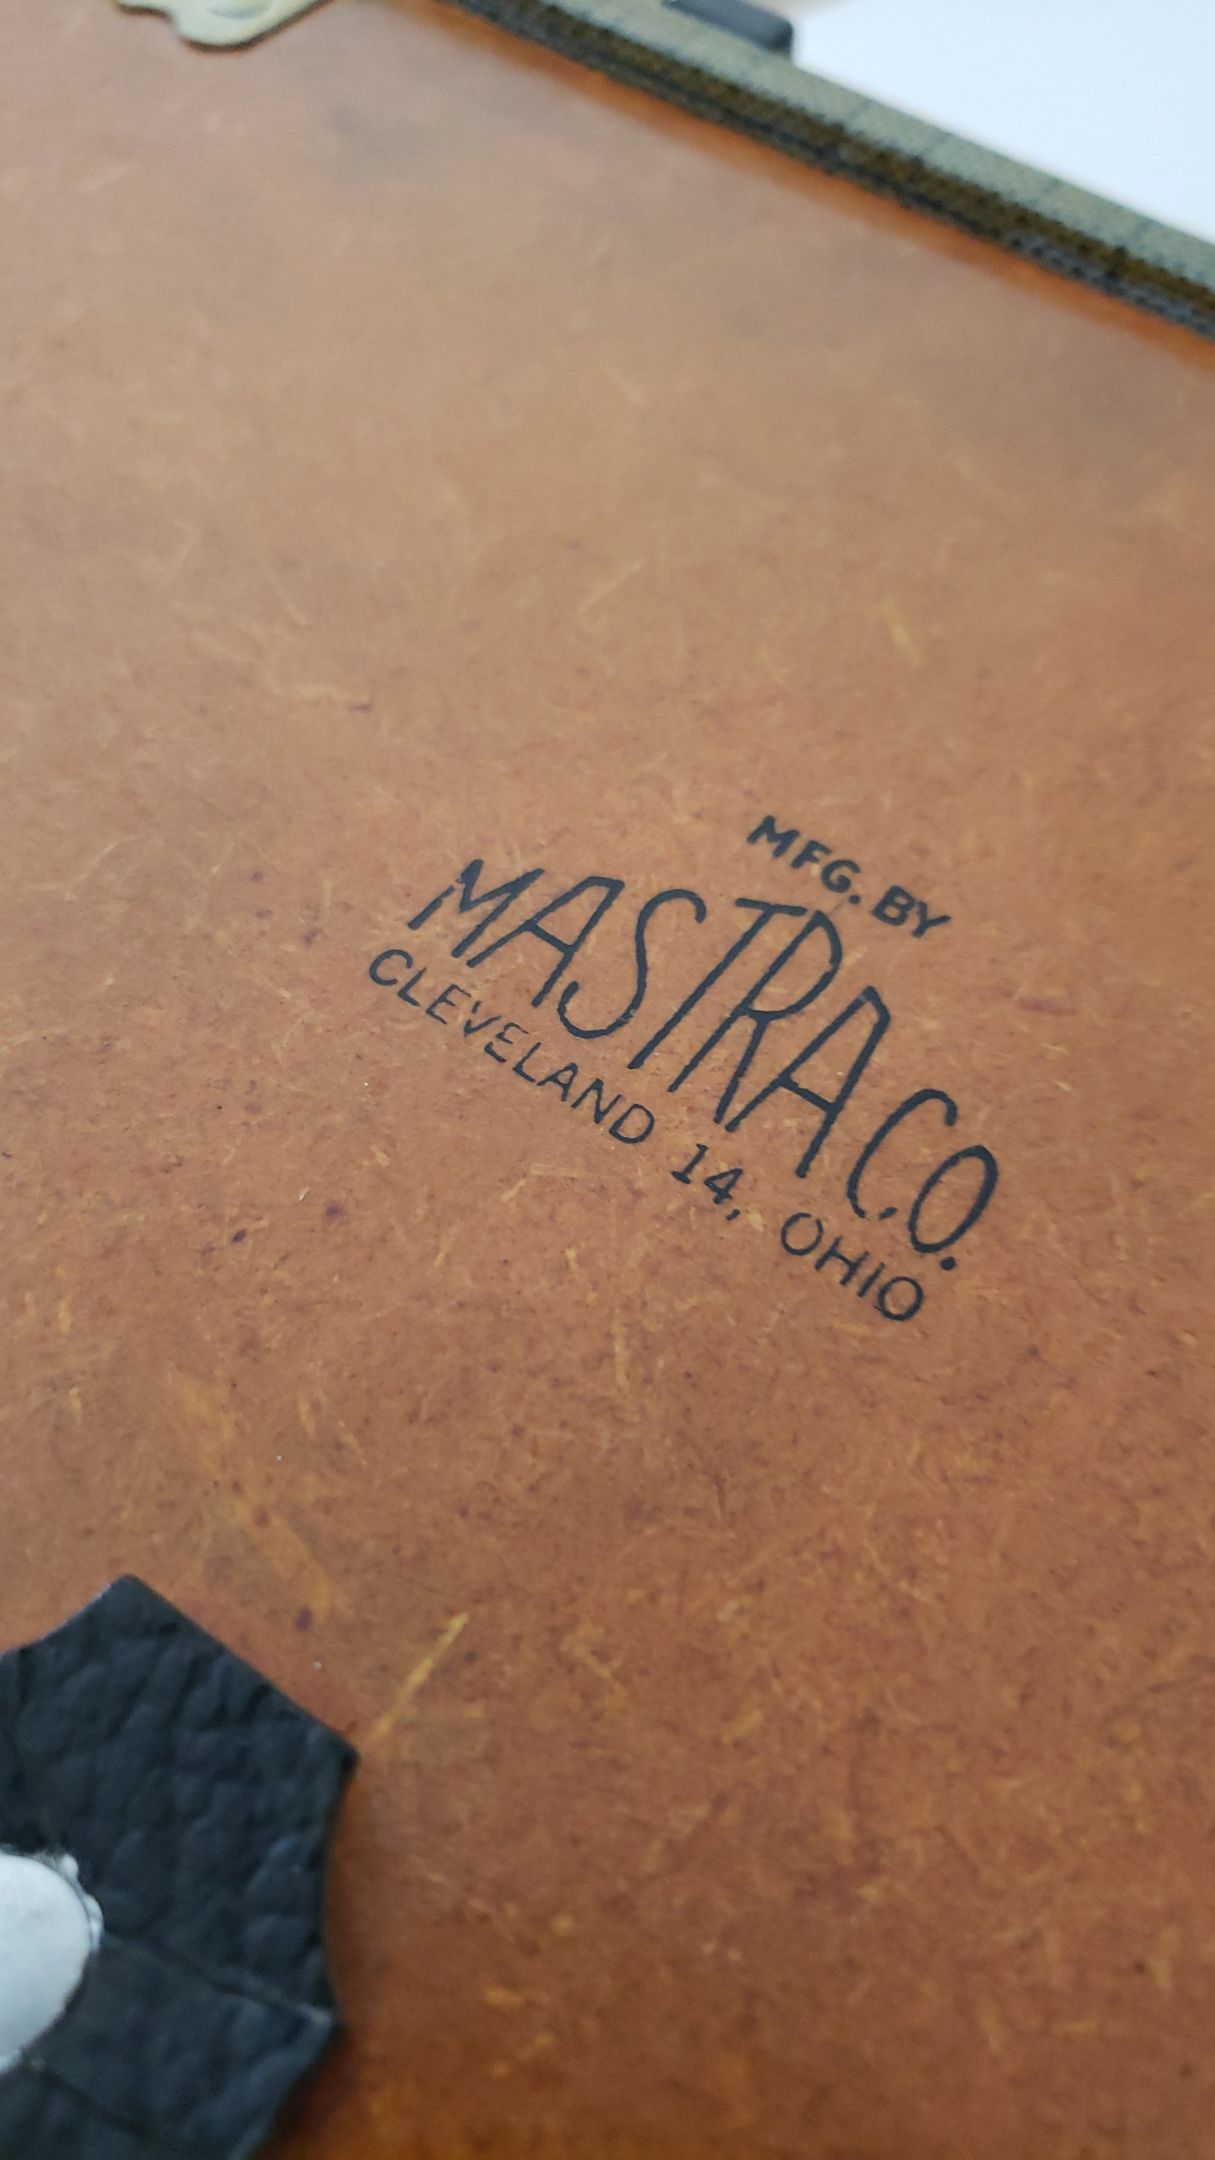 MFG. BY
MASTRA CO.
CLEVELAND 14, OHIO